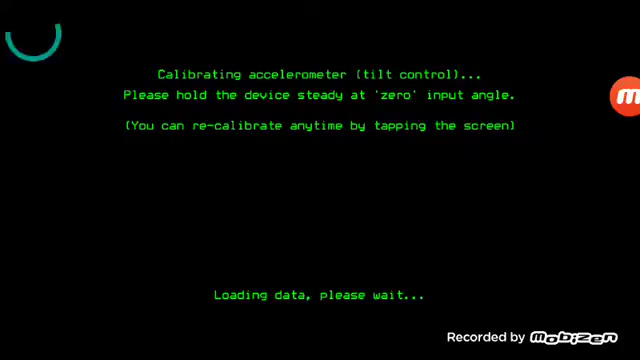 Calibrating accelerometer (tilt control)...
Please hold the device steady at 'zero' input angle.
(You can re-calibrate anytime by tapping the screen)
m
Loading data, please wait...
Recorded by mobizen